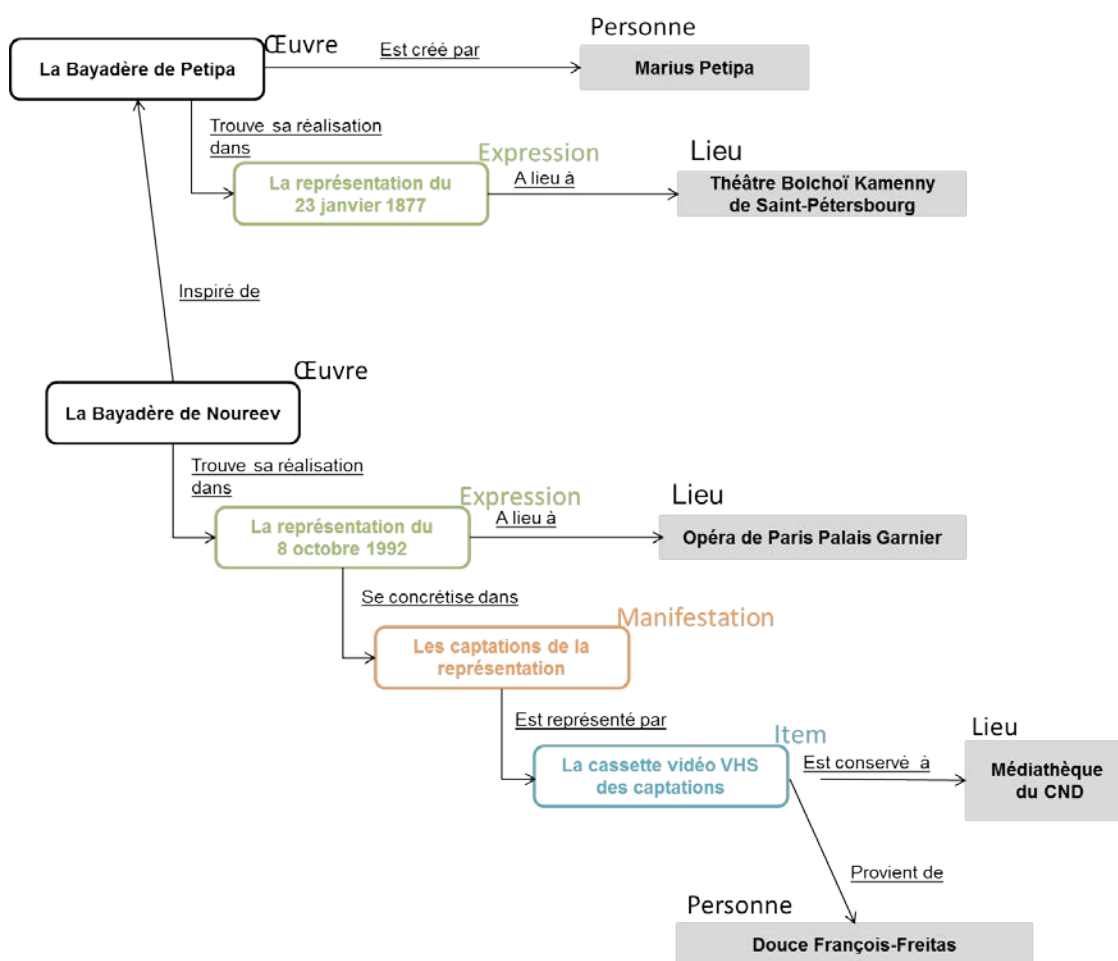 Œuvre
Personne
La Bayadère de Petipa
Est créé par
Marius Petipa
Trouve sa réalisation
dans
Expression
Lieu
La représentation du
23 janvier 1877
A lieu à
Théâtre Bolchoï Kamenny
de Saint-Pétersbourg
Inspiré de
Œuvre
La Bayadère de Noureev
Trouve sa réalisation
dans
Expression
Lieu
La représentation du
8 octobre 1992
A lieu à
Opéra de Paris Palais Garnier
Se concrétise dans
Manifestation
Les captations de la
représentation
Est représenté par
Item
Lieu
La cassette vidéo VHS
des captations
Est conservé à
Médiathèque
du CND
Provient de
Personne
Douce François-Freitas